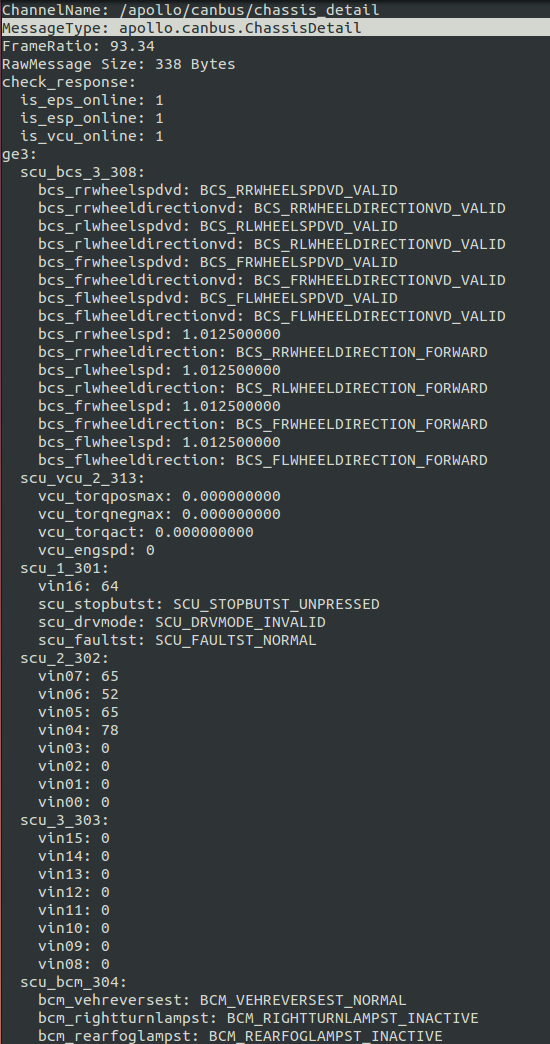 ChannelName: /apollo/canbus/chassis_detail
MessageType: apollo.canbus.ChassisDetail
FrameRatio: 93.34
RawMessage Size: 338 Bytes
check_response:
  is_eps_online: 1
  is_esp_online: 1
  is_vcu_online: 1
ge3:
  scu_bcs_3_308:
    bcs_rrwheelspdvd: BCS_RRWHEELSPDVD_VALID
    bcs_rrwheeldirectionvd: BCS_RRWHEELDIRECTIONVD_VALID
    bcs_rlwheelspdvd: BCS_RLWHEELSPDVD_VALID
    bcs_rlwheeldirectionvd: BCS_RLWHEELDIRECTIONVD_VALID
    bcs_frwheelspdvd: BCS_FRWHEELSPDVD_VALID
    bcs_frwheeldirectionvd: BCS_FRWHEELDIRECTIONVD_VALID
    bcs_flwheelspdvd: BCS_FLWHEELSPDVD_VALID
    bcs_flwheeldirectionvd: BCS_FLWHEELDIRECTIONVD_VALID
    bcs_rrwheelspd: 1.012500000
    bcs_rrwheeldirection: BCS_RRWHEELDIRECTION_FORWARD
    bcs_rlwheelspd: 1.012500000
    bcs_rlwheeldirection: BCS_RLWHEELDIRECTION_FORWARD
    bcs_frwheelspd: 1.012500000
    bcs_frwheeldirection: BCS_FRWHEELDIRECTION_FORWARD
    bcs_flwheelspd: 1.012500000
    bcs_flwheeldirection: BCS_FLWHEELDIRECTION_FORWARD
  scu_vcu_2_313:
    vcu_torqposmax: 0.000000000
    vcu_torqnegmax: 0.000000000
    vcu_torqact: 0.000000000
    vcu_engspd: 0
  scu_1_301:
    vin16: 64
    scu_stopbutst: SCU_STOPBUTST_UNPRESSED
    scu_drvmode: SCU_DRVMODE_INVALID
    scu_faultst: SCU_FAULTST_NORMAL
  scu_2_302:
    vin07: 65
    vin06: 52
    vin05: 65
    vin04: 78
    vin03: 0
    vin02: 0
    vin01: 0
    vin00: 0
  scu_3_303:
    vin15: 0
    vin14: 0
    vin13: 0
    vin12: 0
    vin11: 0
    vin10: 0
    vin09: 0
    vin08: 0
  scu_bcm_304:
    bcm_vehreversest: BCM_VEHREVERSEST_NORMAL
    bcm_rightturnlampst: BCM_RIGHTTURNLAMPST_INACTIVE
    bcm_rearfoglampst: BCM_REARFOGLAMPST_INACTIVE